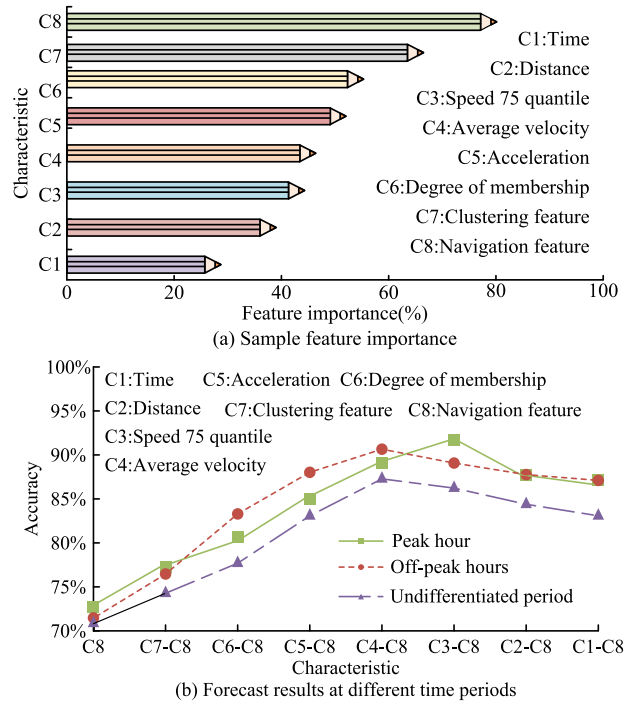 C8
C7
C6
C5
C4
C3
C2
C1
Characteristic
C1:Time
C2:Distance
C3:Speed 75 quantile
C4:Average velocity
C5:Acceleration
C6:Degree of membership
C7:Clustering feature
C8:Navigation feature
0 20 40 60 80 100
Feature importance(%)
(a) Sample feature importance
100%
95%
90%
85%
80%
75%
70%
Accuracy
C1:Time C5:Acceleration C6:Degree of membership
C2:Distance C7:Clustering feature C8:Navigation feature
C3:Speed 75 quantile
C4:Average velocity
Peak hour
Off-peak hours
Undifferentiated period
C8 C7-C8 C6-C8 C5-C8 C4-C8 C3-C8 C2-C8 C1-C8
Characteristic
(b) Forecast results at different time periods